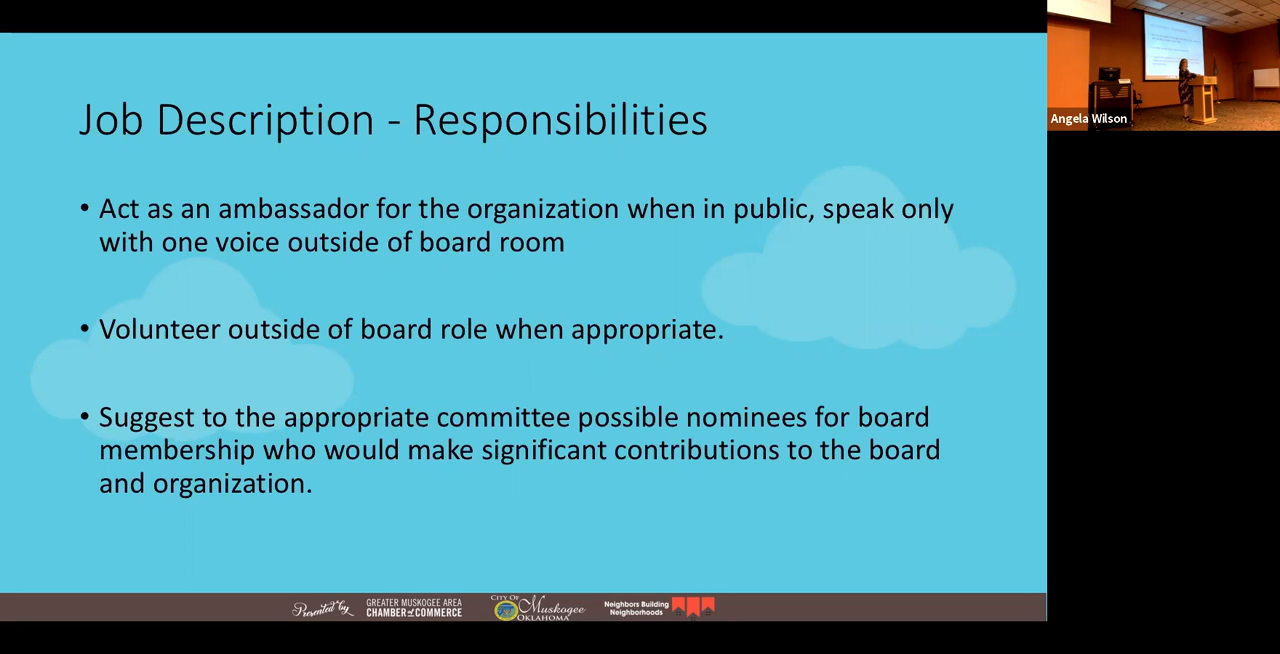 Job Description - Responsibilities
• Act as an ambassador for the organization when in public, speak only
with one voice outside of board room
• Volunteer outside of board role when appropriate.
• Suggest to the appropriate committee possible nominees for board
membership who would make significant contributions to the board
and organization.
Presented by
GREATER MUSKOGEE AREA
CHAMBER of COMMERCE
CITY OF
Muskogee
OKLAHOMA
Neighbors Building
Neighborhoods
Angela Wilson